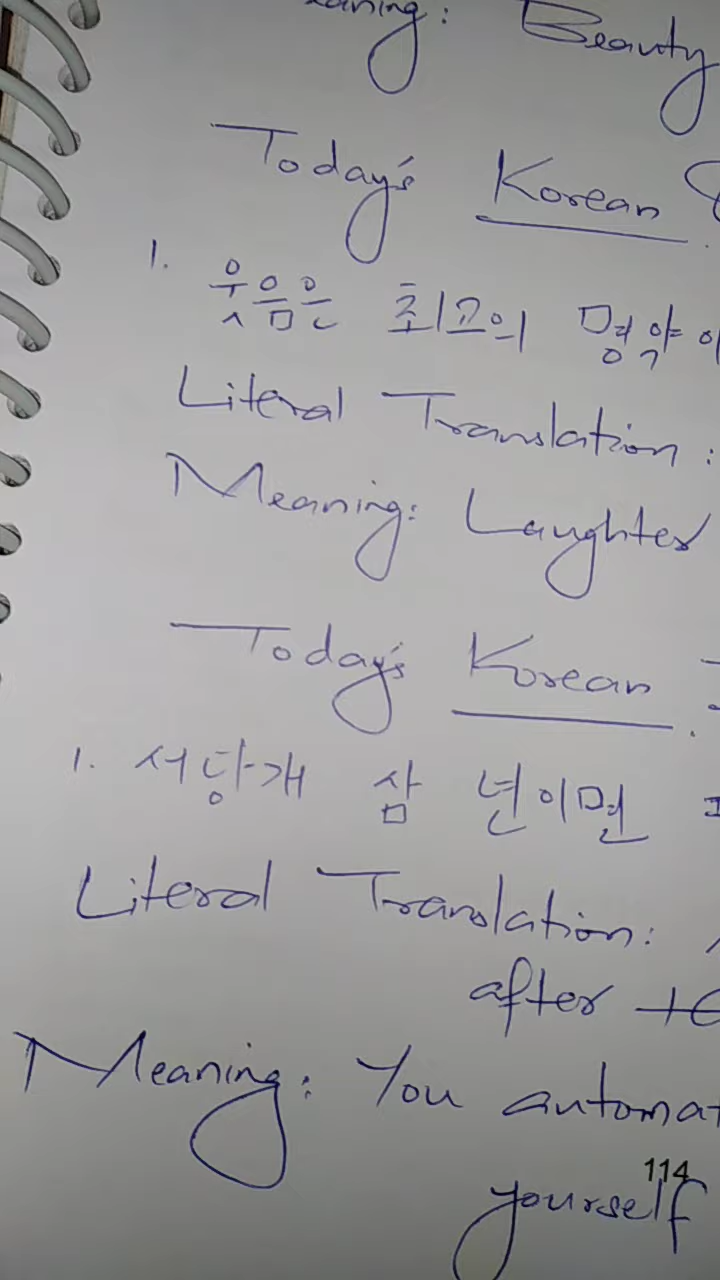 Meaning: Beauty
Today's Korean
1. 웃음은 최고의 명약
Literal Translation:
Meaning: Laughter
Today's Korean
1. 서당개 삼 년이면
Literal Translation:
after
Meaning: You automat
yourself
114